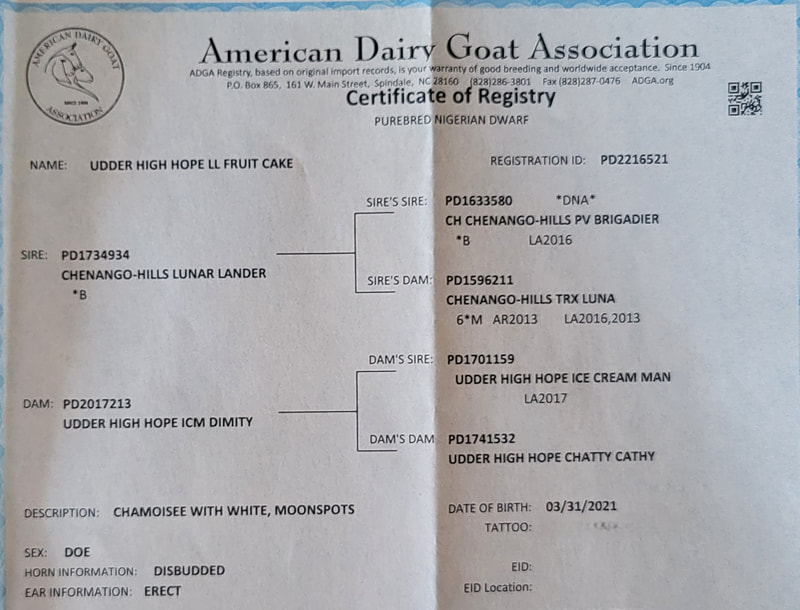 AMERICAN DAIRY GOAT
SINCE 1904
ASSOCIATION
American Dairy Goat Association
ADGA Registry, based on original import records, is your warranty of good breeding and worldwide acceptance. Since 1904
P.O. Box 865, 161 W. Main Street, Spindale, NC 28160 (828)286-3801 Fax (828)287-0476 ADGA.org
Certificate of Registry
PUREBRED NIGERIAN DWARF
NAME: UDDER HIGH HOPE LL FRUIT CAKE
REGISTRATION ID: PD2216521
SIRE'S SIRE: PD1633580 *DNA*
CH CHENANGO-HILLS PV BRIGADIER
*B LA2016
SIRE: PD1734934
CHENANGO-HILLS LUNAR LANDER
*B
SIRE'S DAM: PD1596211
CHENANGO-HILLS TRX LUNA
6*M AR2013 LA2016,2013
DAM'S SIRE: PD1701159
UDDER HIGH HOPE ICE CREAM MAN
LA2017
DAM: PD2017213
UDDER HIGH HOPE ICM DIMITY
DAM'S DAM PD1741532
UDDER HIGH HOPE CHATTY CATHY
DESCRIPTION: CHAMOISEE WITH WHITE, MOONSPOTS
DATE OF BIRTH: 03/31/2021
TATTOO:
SEX: DOE
HORN INFORMATION: DISBUDDED
EAR INFORMATION: ERECT
EID:
EID Location: